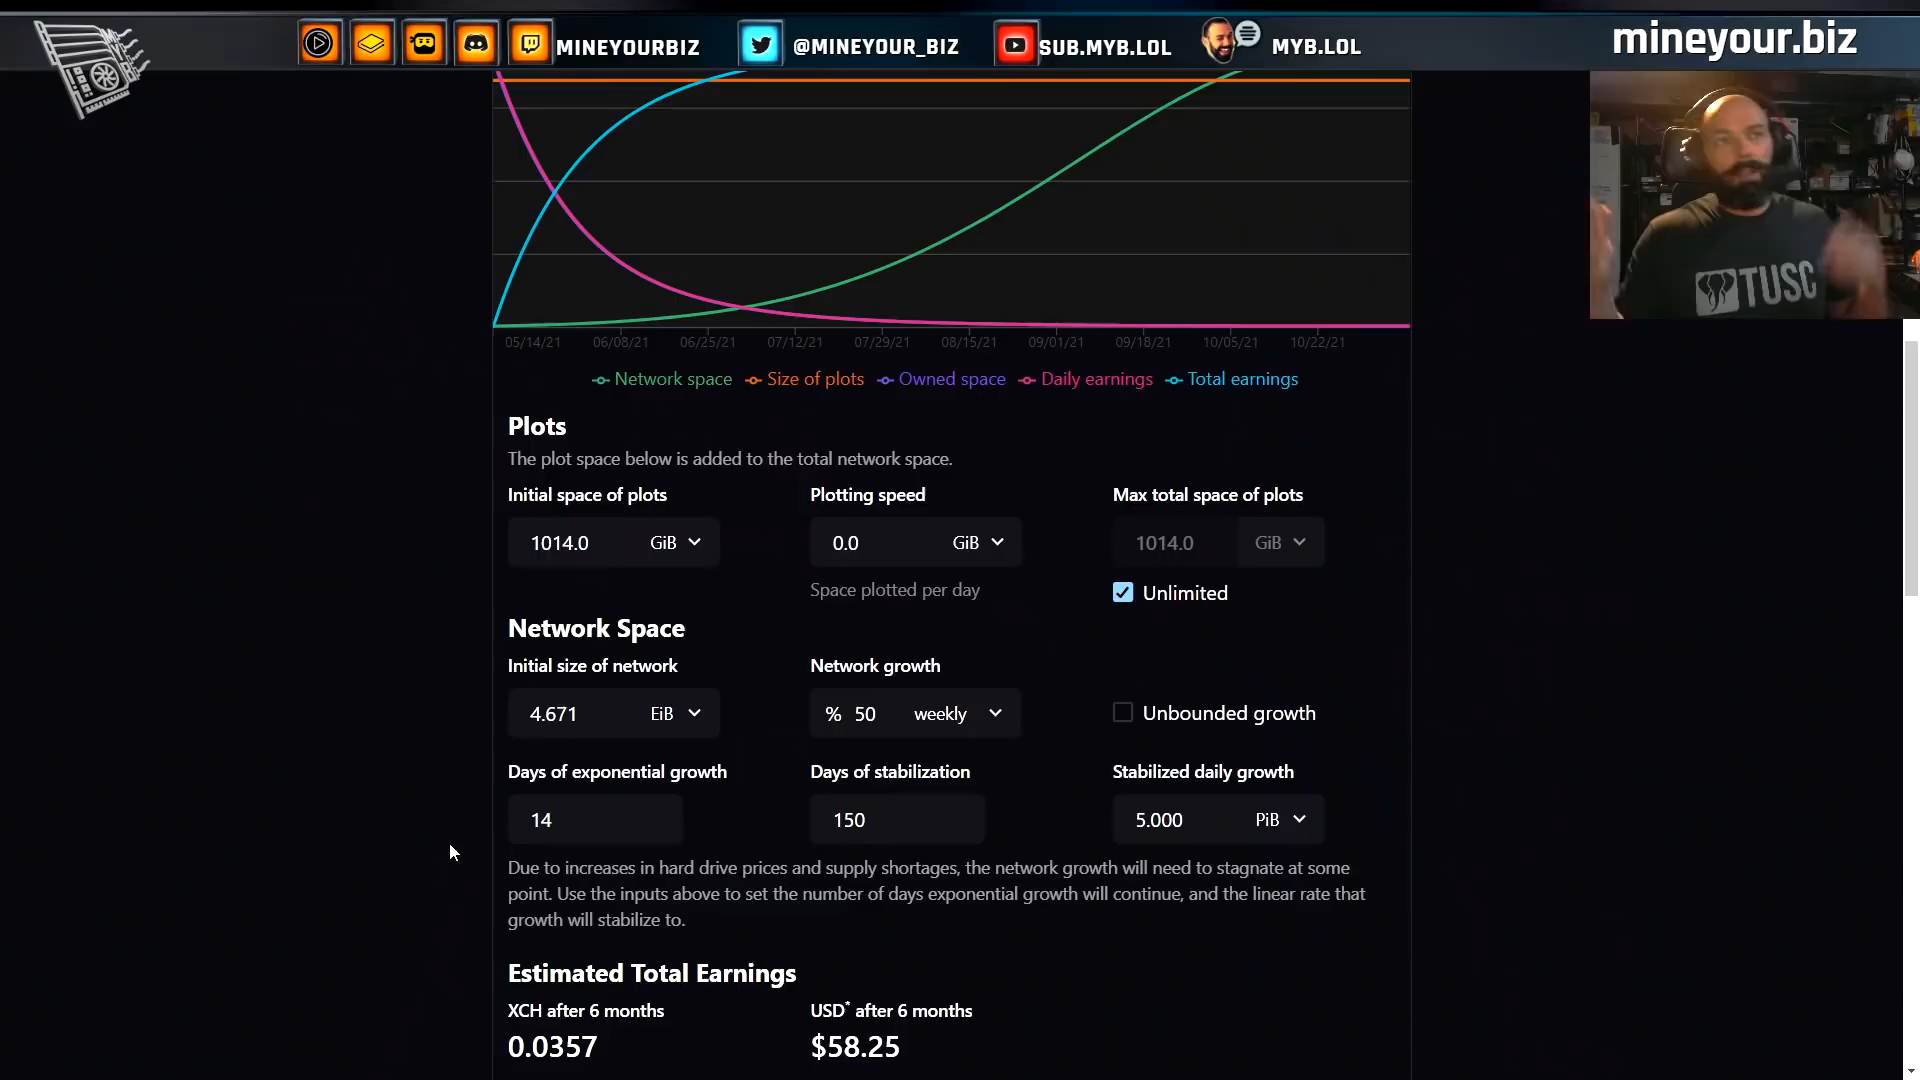 MINEYOURBIZ @MINEYOUR_BIZ SUB.MYB.LOL MYB.LOL mineyour.biz
TUSC
05/14/21 06/08/21 06/25/21 07/12/21 07/29/21 08/15/21 09/01/21 09/18/21 10/05/21 10/22/21
Network space Size of plots Owned space Daily earnings Total earnings
Plots
The plot space below is added to the total network space.
Initial space of plots Plotting speed Max total space of plots
1014.0 GiB 0.0 GiB 1014.0 GiB
Space plotted per day Unlimited
Network Space
Initial size of network Network growth
4.671 EiB % 50 weekly Unbounded growth
Days of exponential growth Days of stabilization Stabilized daily growth
14 150 5.000 PiB
Due to increases in hard drive prices and supply shortages, the network growth will need to stagnate at some
point. Use the inputs above to set the number of days exponential growth will continue, and the linear rate that
growth will stabilize to.
Estimated Total Earnings
XCH after 6 months USD* after 6 months
0.0357 $58.25